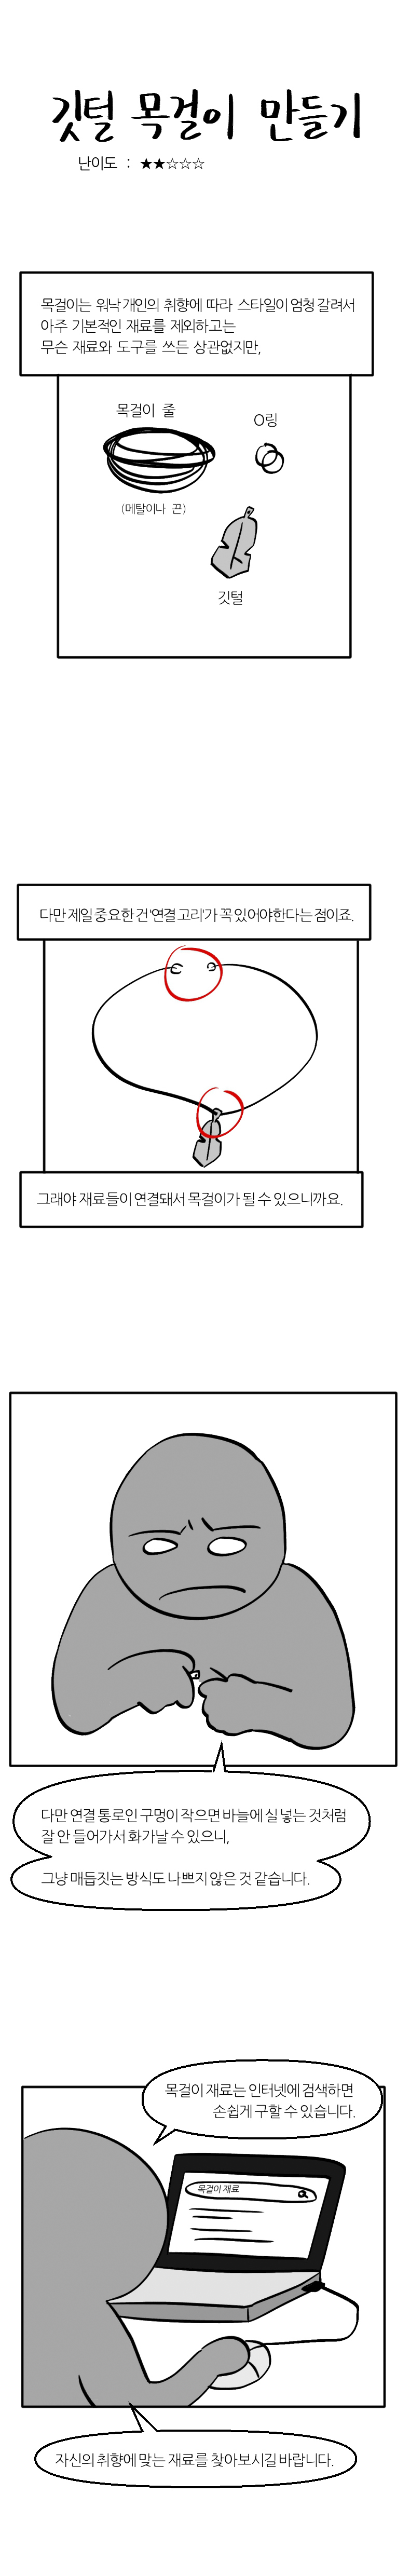 깃털 목걸이 만들기
난이도 : ★★☆☆☆
목걸이는 워낙 개인의 취향에 따라 스타일이 엄청 갈려서
아주 기본적인 재료를 제외하고는
무슨 재료와 도구를 쓰든 상관없지만,
목걸이 줄
O링
(메탈이나 끈)
깃털
다만 제일 중요한 건 '연결 고리'가 꼭 있어야한다는 점이죠.
그래야 재료들이 연결돼서 목걸이가 될 수 있으니까요.
다만 연결 통로인 구멍이 작으면 바늘에 실 넣는 것처럼
잘 안 들어가서 화가날 수 있으니,
그냥 매듭짓는 방식도 나쁘지 않은 것 같습니다.
목걸이 재료는 인터넷에 검색하면
손쉽게 구할 수 있습니다.
목걸이 재료
자신의 취향에 맞는 재료를 찾아보시길 바랍니다.